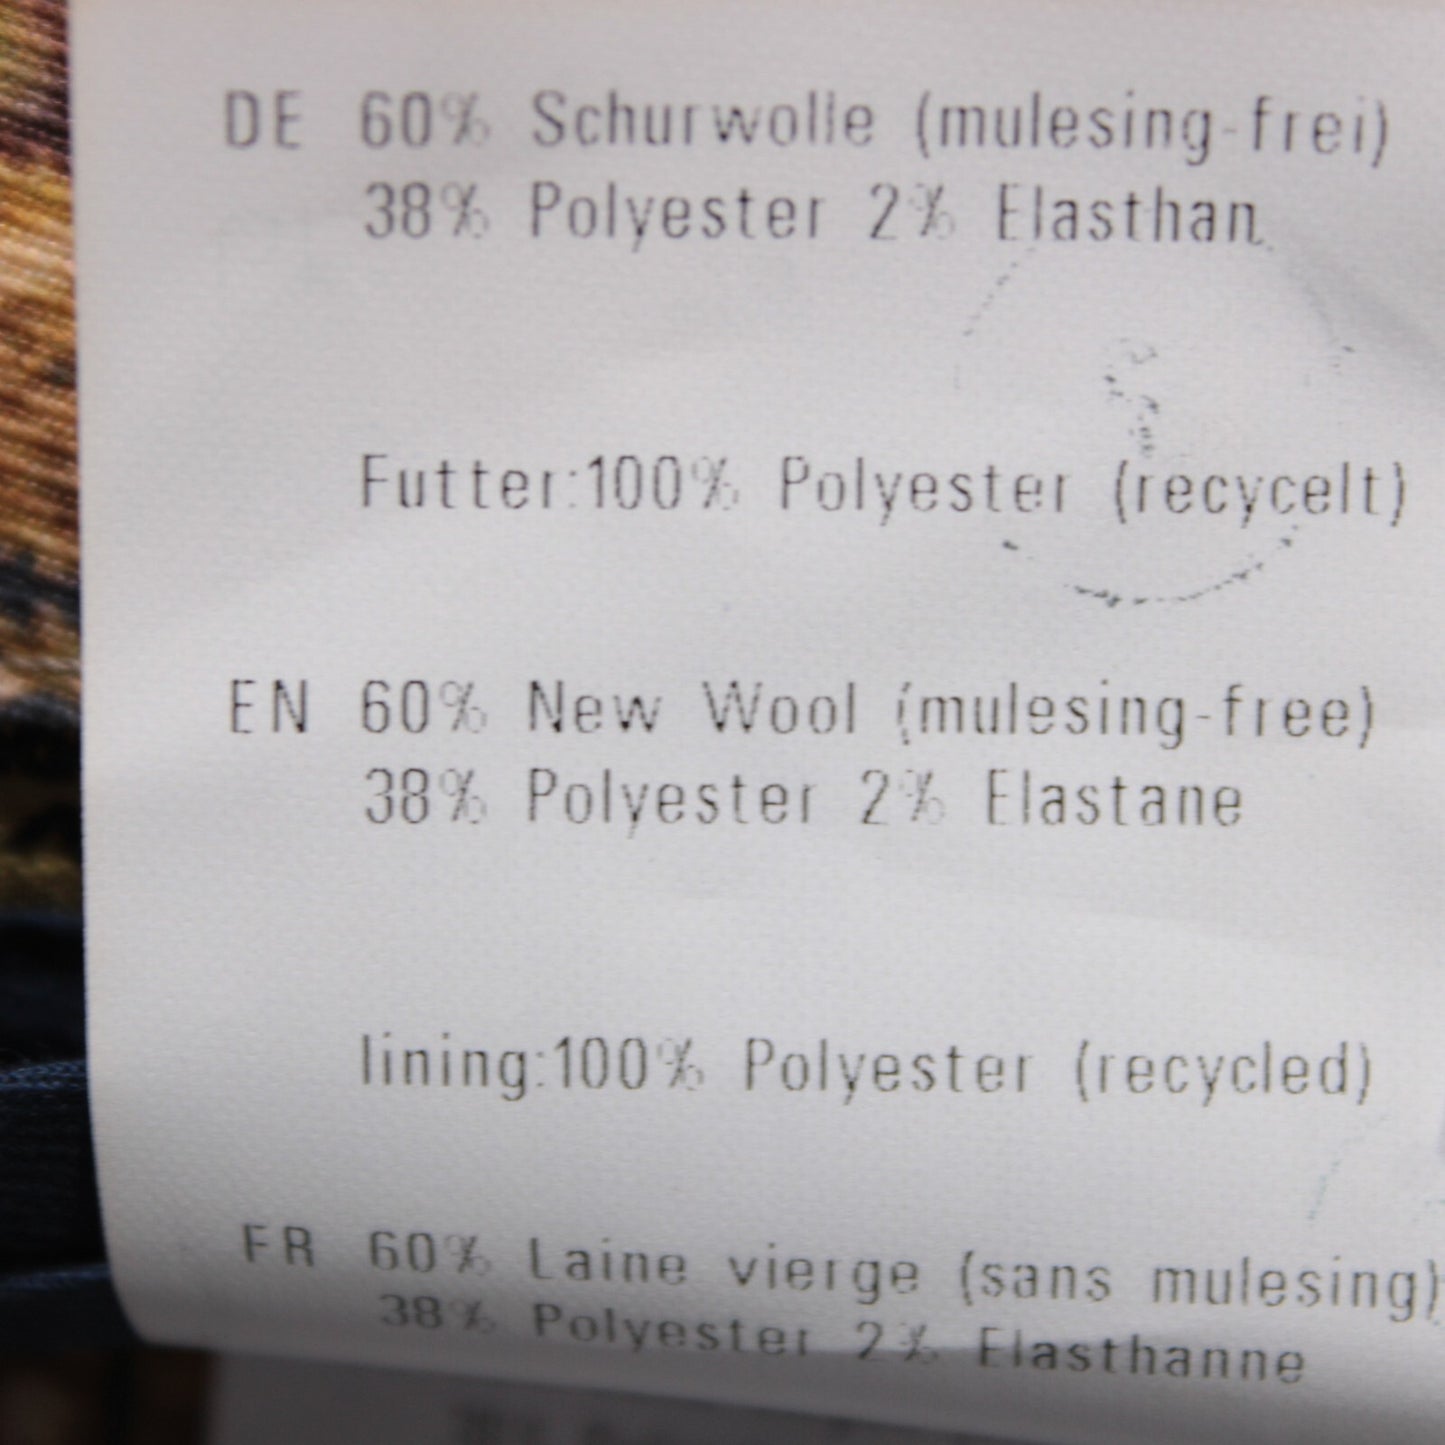 DE 60% Schurwolle (mulesing-frei)
38% Polyester 2% Elasthan
Futter:100% Polyester (recycelt)
EN 60% New Wool (mulesing-free)
38% Polyester 2% Elastane
lining:100% Polyester (recycled)
FR 60% Laine vierge (sans mulesing)
38% Polyester 2% Elasthanne